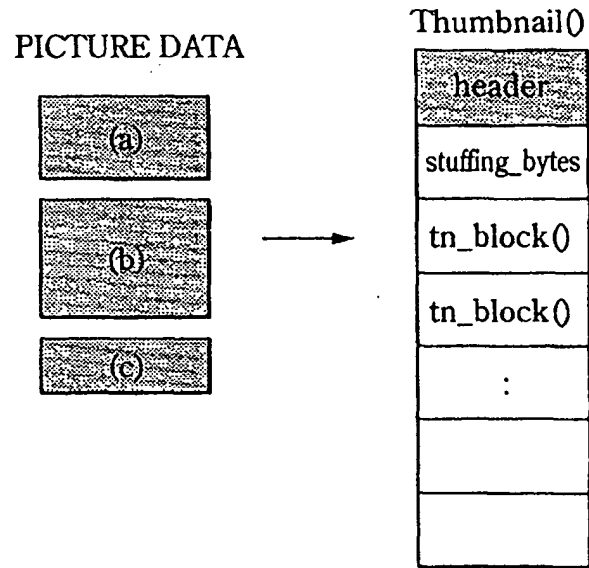 PICTURE DATA
(a)
(b)
(c)
Thumbnail()
header
stuffing_bytes
tn_block()
tn_block()
: